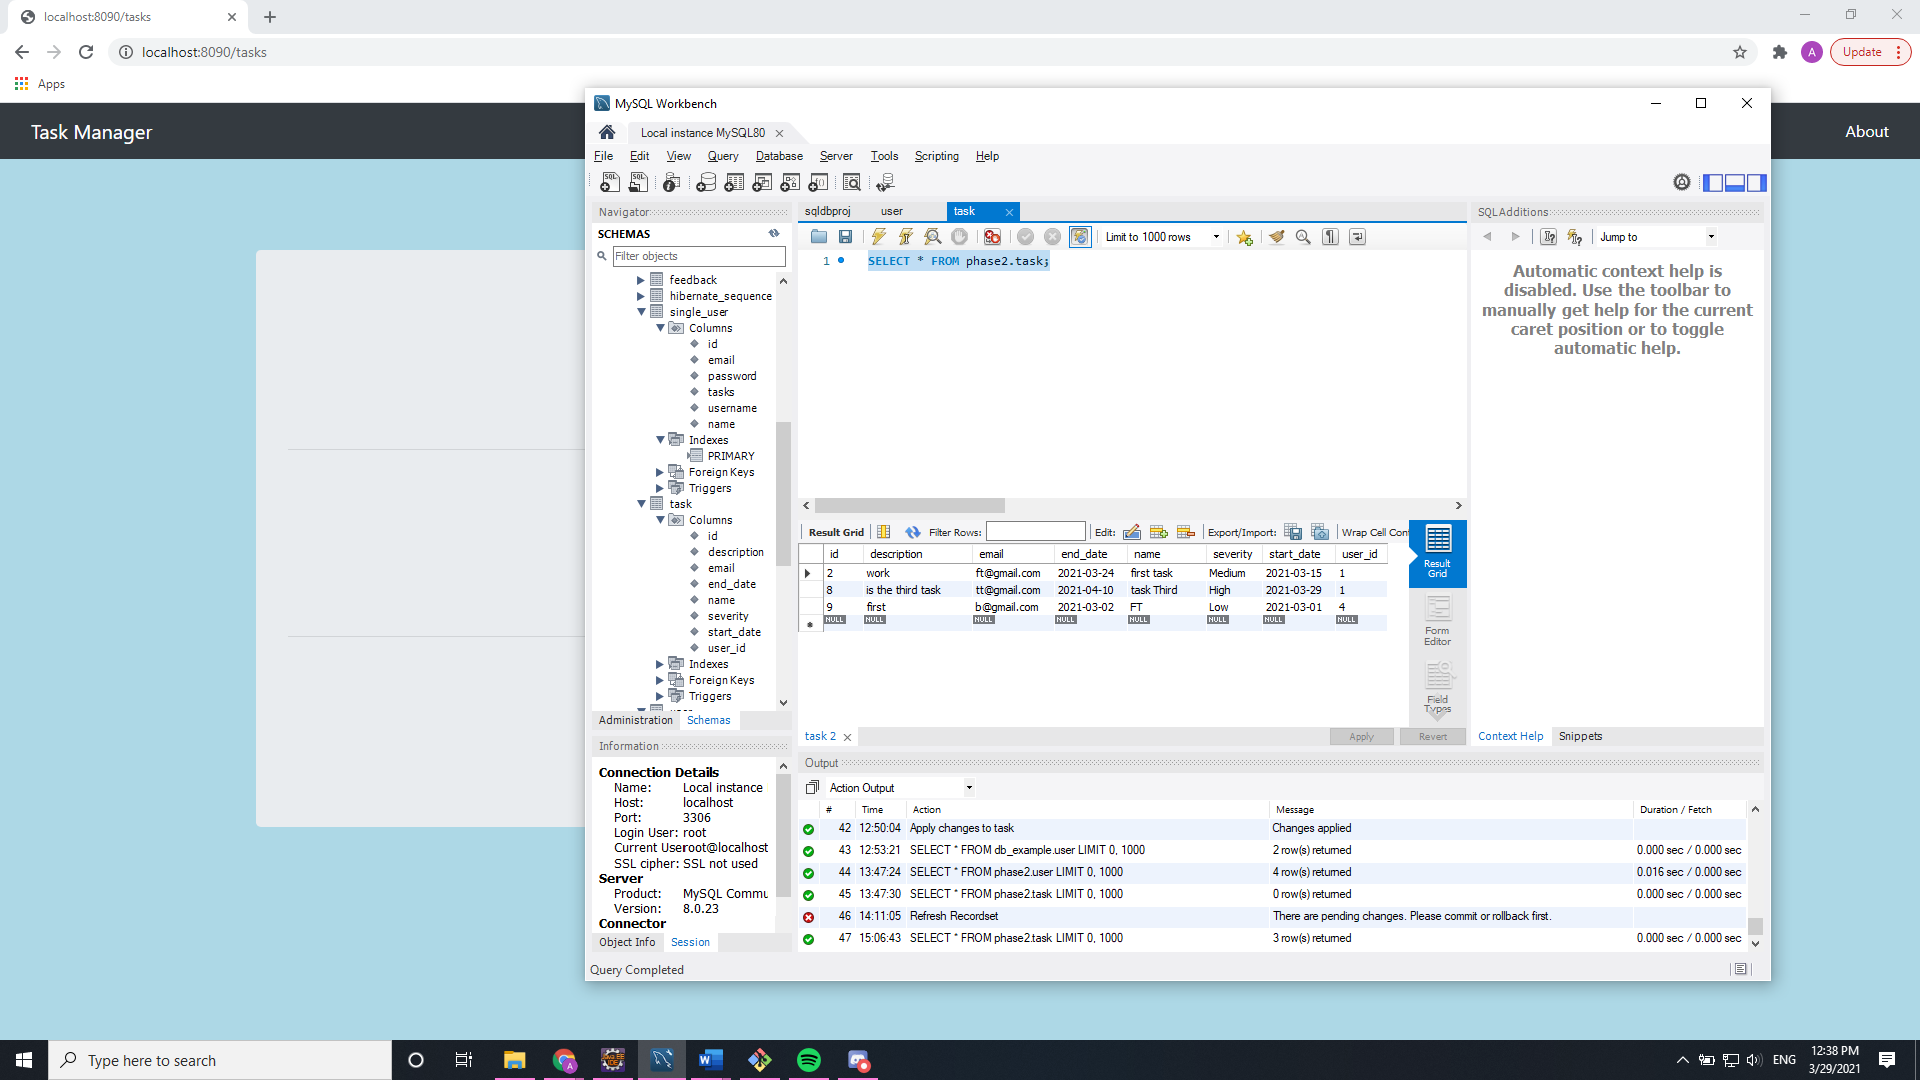 localhost:8090/tasks
localhost:8090/tasks
A
Update
Apps
Task Manager
About
MySQL Workbench
Local instance MySQL80
File Edit View Query Database Server Tools Scripting Help
Navigator
SCHEMAS
Filter objects
feedback
hibernate_sequence
single_user
Columns
id
email
password
tasks
username
name
Indexes
PRIMARY
Foreign Keys
Triggers
task
Columns
id
description
email
end_date
name
severity
start_date
user_id
Indexes
Foreign Keys
Triggers
Administration Schemas
Information
Connection Details
Name: Local instance
Host: localhost
Port: 3306
Login User: root
Current Use root@localhost
SSL cipher: SSL not used
Server
Product: MySQL Commu
Version: 8.0.23
Connector
Object Info Session
Query Completed
sqldbproj user task
Limit to 1000 rows
1 SELECT * FROM phase2.task;
Result Grid Filter Rows: Edit: Export/Import: Wrap Cell Cont
id description email end_date name severity start_date user_id
2 work ft@gmail.com 2021-03-24 first task Medium 2021-03-15 1
8 is the third task tt@gmail.com 2021-04-10 task Third High 2021-03-29 1
9 first b@gmail.com 2021-03-02 FT Low 2021-03-01 4
NULL NULL NULL NULL NULL NULL NULL NULL
Result Grid
Form Editor
Field Types
task 2
Apply Revert
SQLAdditions
Jump to
Automatic context help is
disabled. Use the toolbar to
manually get help for the current
caret position or to toggle
automatic help.
Context Help Snippets
Output
Action Output
# Time Action Message Duration / Fetch
42 12:50:04 Apply changes to task Changes applied
43 12:53:21 SELECT * FROM db_example.user LIMIT 0, 1000 2 row(s) returned 0.000 sec / 0.000 sec
44 13:47:24 SELECT * FROM phase2.user LIMIT 0, 1000 4 row(s) returned 0.016 sec / 0.000 sec
45 13:47:30 SELECT * FROM phase2.task LIMIT 0, 1000 0 row(s) returned 0.000 sec / 0.000 sec
46 14:11:05 Refresh Recordset There are pending changes. Please commit or rollback first.
47 15:06:43 SELECT * FROM phase2.task LIMIT 0, 1000 3 row(s) returned 0.000 sec / 0.000 sec
Type here to search
ENG
12:38 PM
3/29/2021